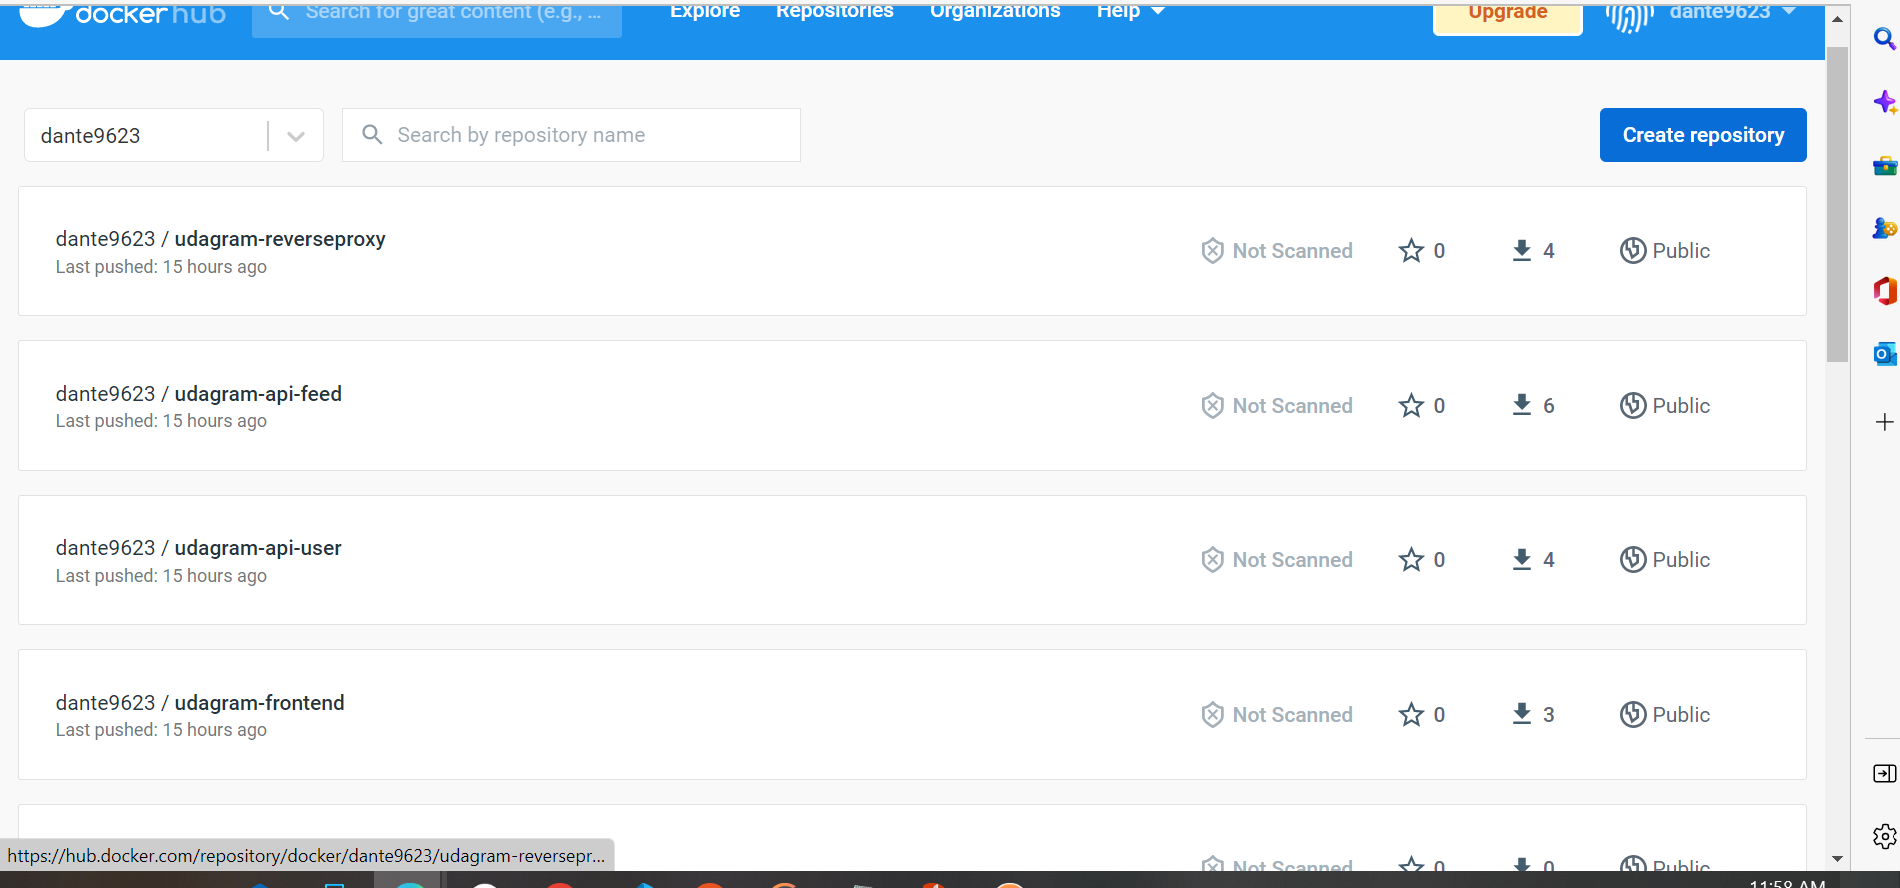 docker hub
Search for great content (e.g., ...
Explore
Repositories
Organizations
Help
Upgrade
dante9623
dante9623
Search by repository name
Create repository
dante9623 / udagram-reverseproxy
Last pushed: 15 hours ago
Not Scanned
0
4
Public
dante9623 / udagram-api-feed
Last pushed: 15 hours ago
Not Scanned
0
6
Public
dante9623 / udagram-api-user
Last pushed: 15 hours ago
Not Scanned
0
4
Public
dante9623 / udagram-frontend
Last pushed: 15 hours ago
Not Scanned
0
3
Public
Not Scanned
0
0
Public
https://hub.docker.com/repository/docker/dante9623/udagram-reversepr...
11:58 AM